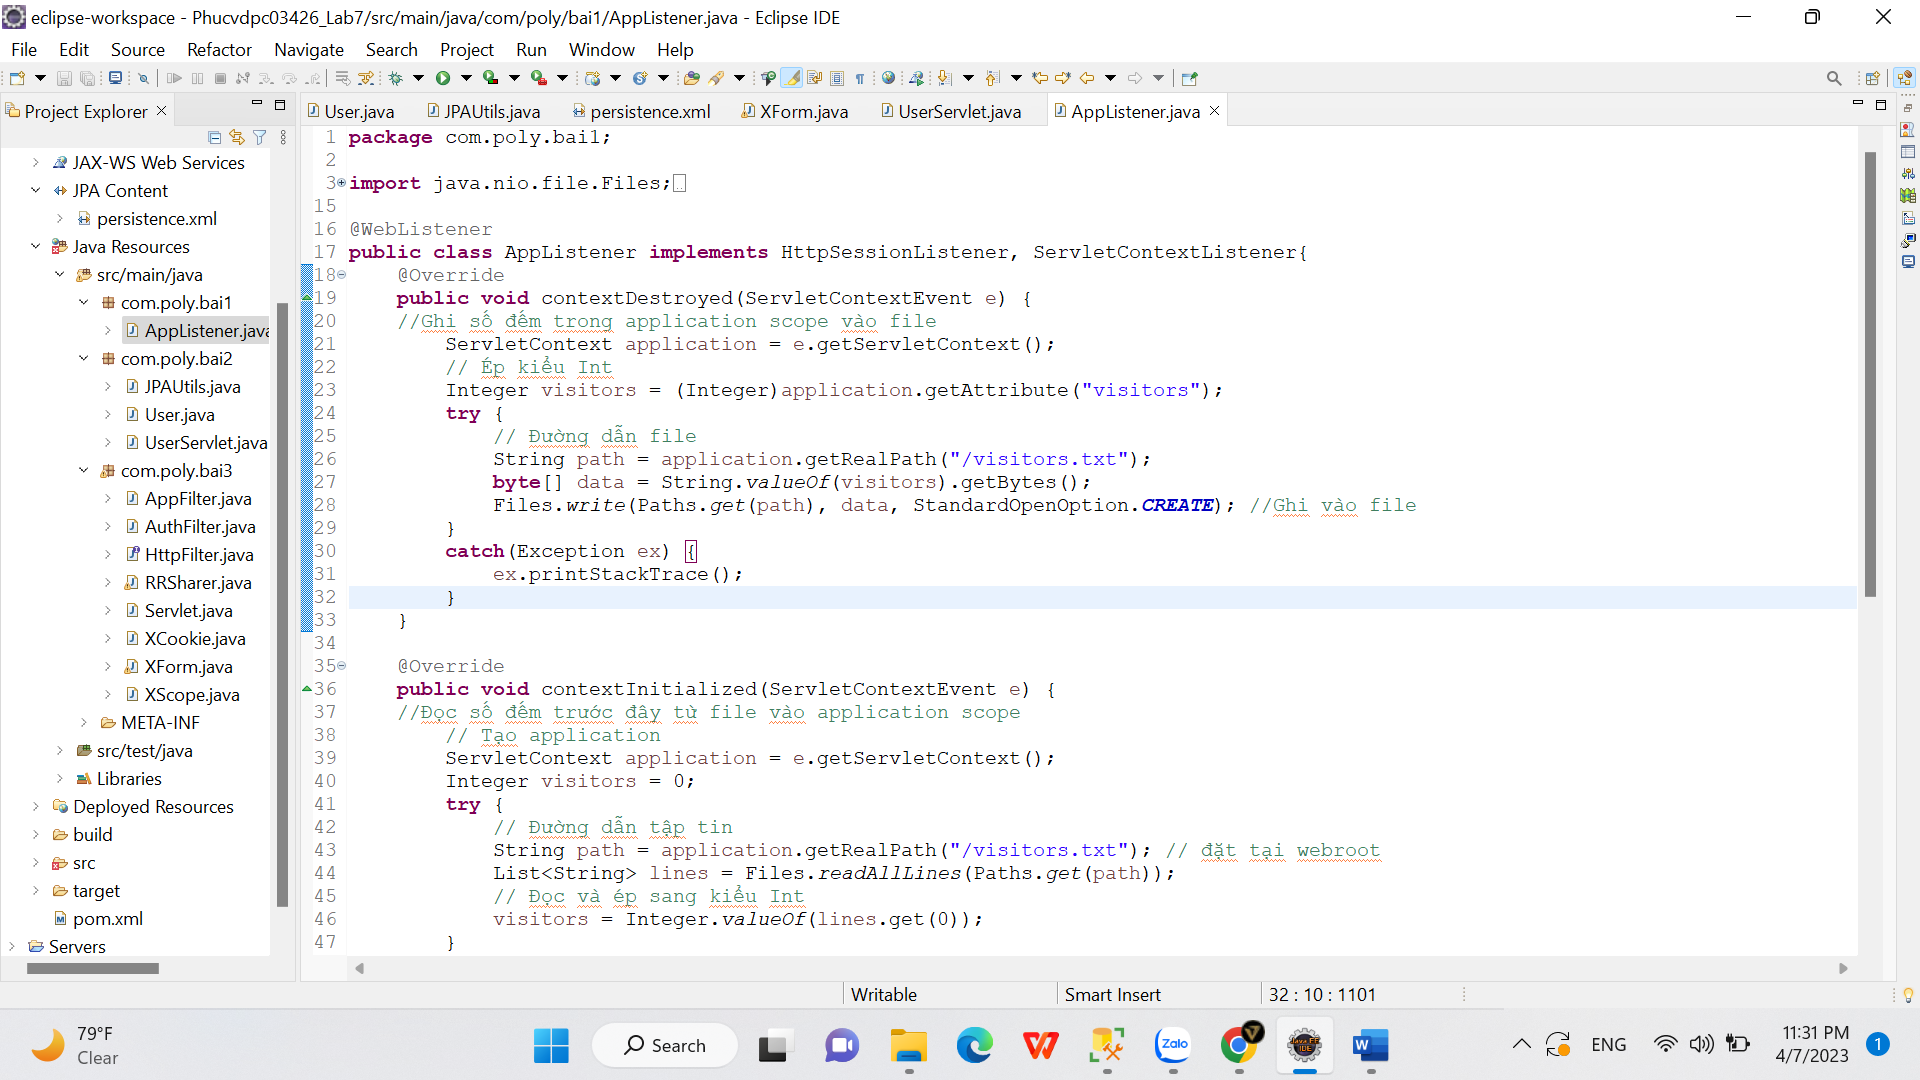 eclipse-workspace - Phucvdpc03426_Lab7/src/main/java/com/poly/bai1/AppListener.java - Eclipse IDE
File Edit Source Refactor Navigate Search Project Run Window Help
Project Explorer
JAX-WS Web Services
JPA Content
persistence.xml
Java Resources
src/main/java
com.poly.bai1
AppListener.java
com.poly.bai2
JPAUtils.java
User.java
UserServlet.java
com.poly.bai3
AppFilter.java
AuthFilter.java
HttpFilter.java
RRSharer.java
Servlet.java
XCookie.java
XForm.java
XScope.java
META-INF
src/test/java
Libraries
Deployed Resources
build
src
target
pom.xml
Servers
User.java JPAUtils.java persistence.xml XForm.java UserServlet.java AppListener.java
1 package com.poly.bai1;
2
3 import java.nio.file.Files;
15
16 @WebListener
17 public class AppListener implements HttpSessionListener, ServletContextListener{
18 @Override
19 public void contextDestroyed(ServletContextEvent e) {
20 //Ghi số đếm trong application scope vào file
21 ServletContext application = e.getServletContext();
22 // Ép kiểu Int
23 Integer visitors = (Integer)application.getAttribute("visitors");
24 try {
25 // Đường dẫn file
26 String path = application.getRealPath("/visitors.txt");
27 byte[] data = String.valueOf(visitors).getBytes();
28 Files.write(Paths.get(path), data, StandardOpenOption.CREATE); //Ghi vào file
29 }
30 catch(Exception ex) {
31 ex.printStackTrace();
32 }
33 }
34
35 @Override
36 public void contextInitialized(ServletContextEvent e) {
37 //Đọc số đếm trước đây từ file vào application scope
38 // Tạo application
39 ServletContext application = e.getServletContext();
40 Integer visitors = 0;
41 try {
42 // Đường dẫn tập tin
43 String path = application.getRealPath("/visitors.txt"); // đặt tại webroot
44 List<String> lines = Files.readAllLines(Paths.get(path));
45 // Đọc và ép sang kiểu Int
46 visitors = Integer.valueOf(lines.get(0));
47 }
Writable Smart Insert 32 : 10 : 1101
79°F
Clear
Search
Zalo
ENG
11:31 PM
4/7/2023
1